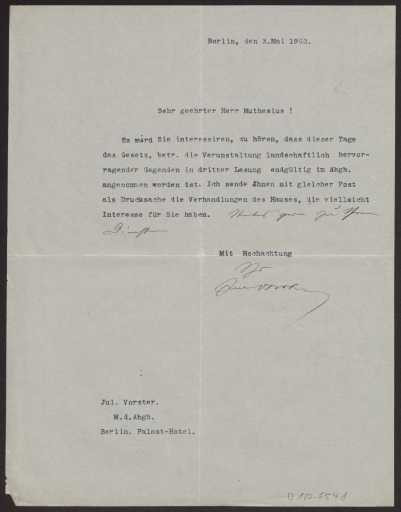 Berlin, den 3.Mai 1902.
Sehr geehrter Herr Muthesius !
Es wird Sie interessiren, zu hören, dass dieser Tage
das Gesetz, betr. die Verunstaltung landschaftlich hervor-
ragender Gegenden in dritter Lesung endgültig im Abgh.
angenommen worden ist. Ich sende Ihnen mit gleicher Post
als Drucksache die Verhandlungen des Hauses, die vielleicht
Interesse für Sie haben.
Mit Hochachtung
Jul. Vorster.
M.d.Abgh.
Berlin. Palast-Hotel.